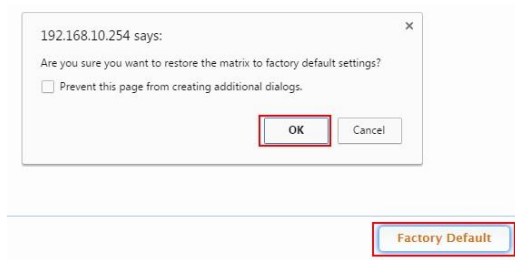 192.168.10.254 says:
Are you sure you want to restore the matrix to factory default settings?
Prevent this page from creating additional dialogs.
OK
Cancel
Factory Default